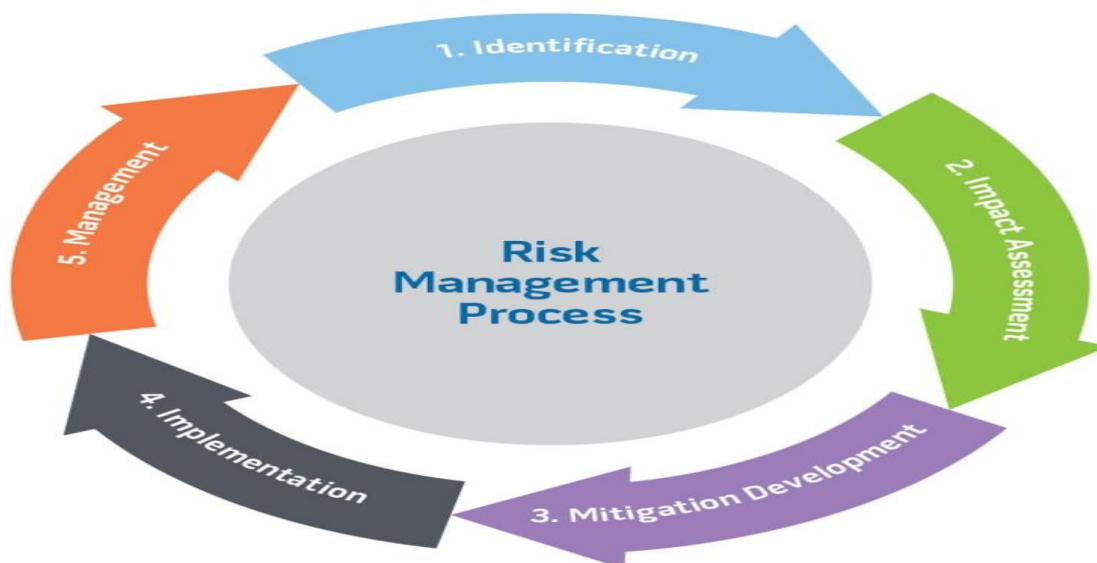 1. Identification
2. Impact Assessment
3. Mitigation Development
4. Implementation
5. Management
Risk
Management
Process